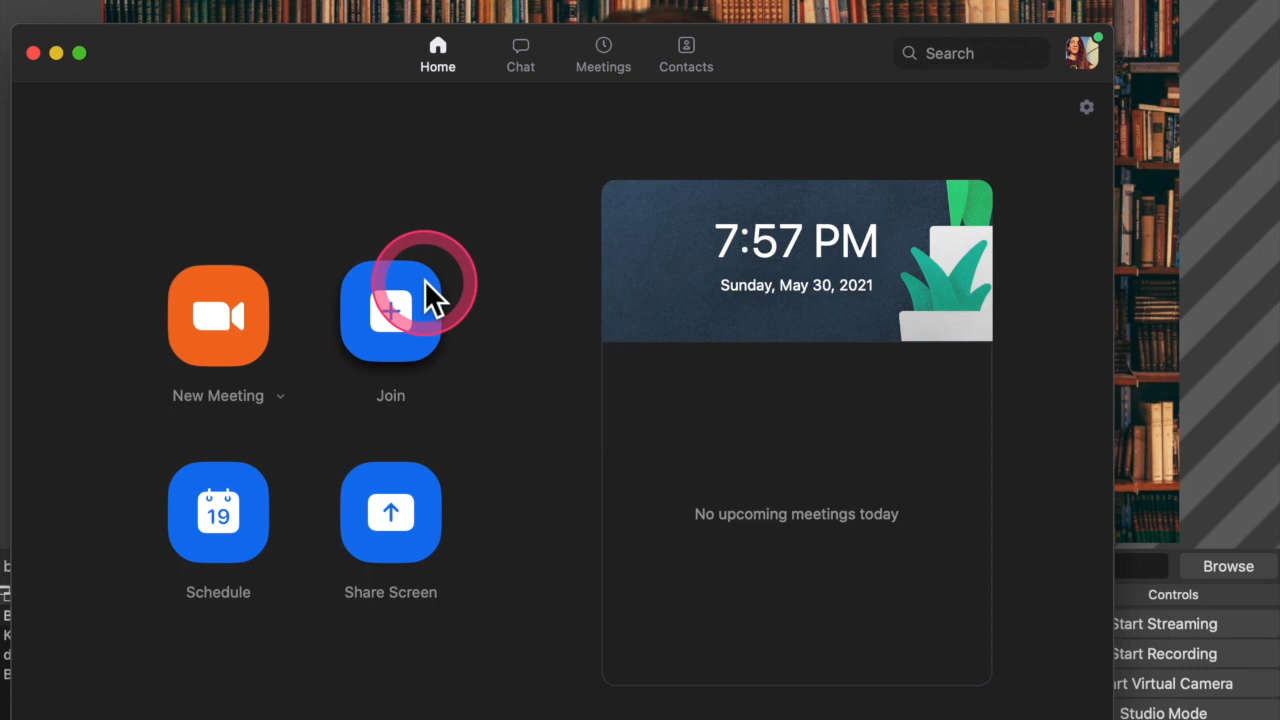 Home
Chat
Meetings
Contacts
Search
7:57 PM
Sunday, May 30, 2021
New Meeting
Join
19
Schedule
Share Screen
No upcoming meetings today
Browse
Controls
Start Streaming
Start Recording
rt Virtual Camera
Studio Mode